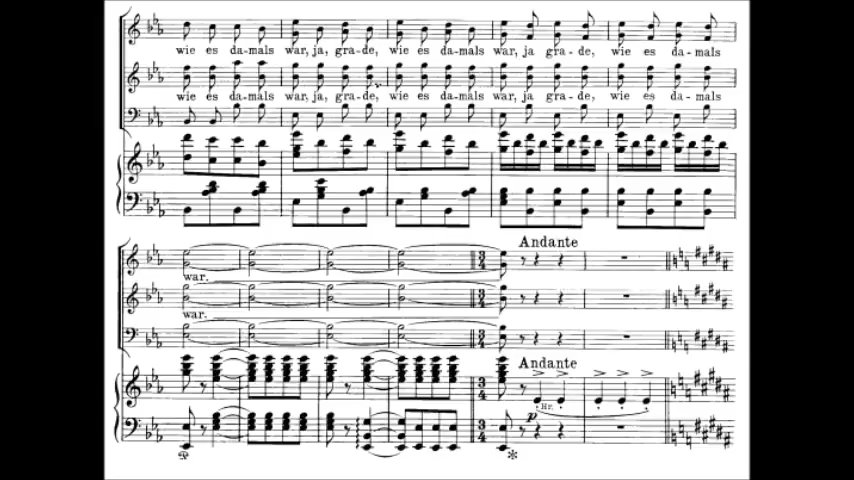 wie es da-mals war, ja, gra-de, wie es da-mals war, ja gra-de, wie es da-mals
wie es da-mals war, ja, gra-de, wie es da-mals war, ja gra-de, wie es da-mals
Andante
war.
war.
Andante
Hr.
p